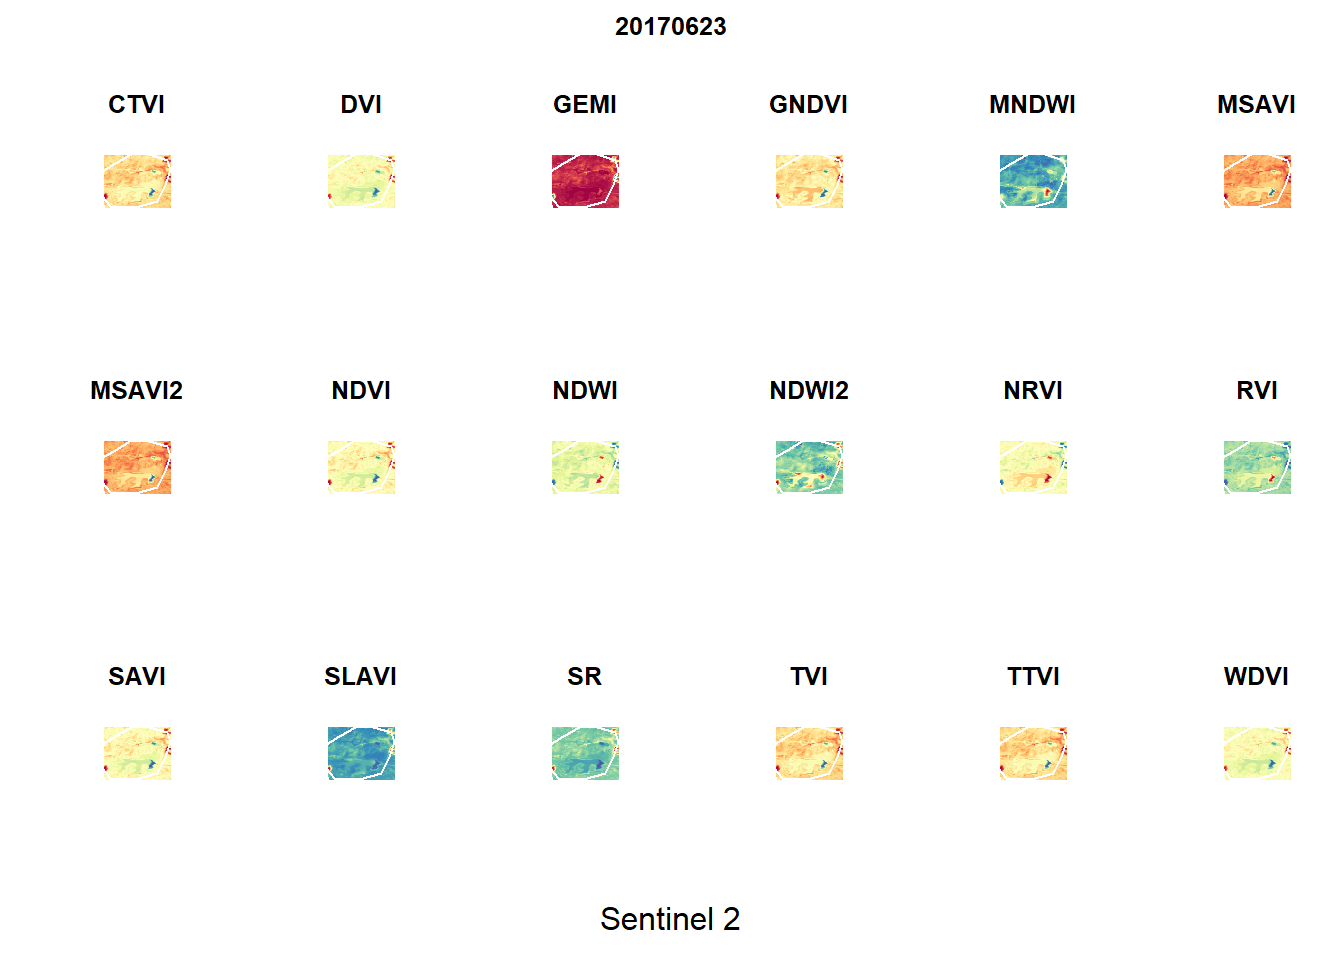 20170623
CTVI DVI GEMI GNDVI MNDWI MSAVI
MSAVI2 NDVI NDWI NDWI2 NRVI RVI
SAVI SLAVI SR TVI TTVI WDVI
Sentinel 2